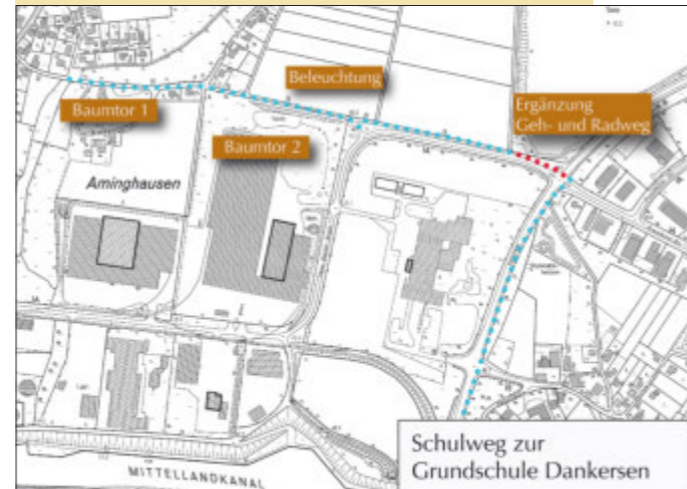 Beleuchtung
Ergänzung
Geh- und Radweg
Baumtor 1
Baumtor 2
Aminghausen
Schulweg zur
Grundschule Dankersen
MITTELLANDKANAL